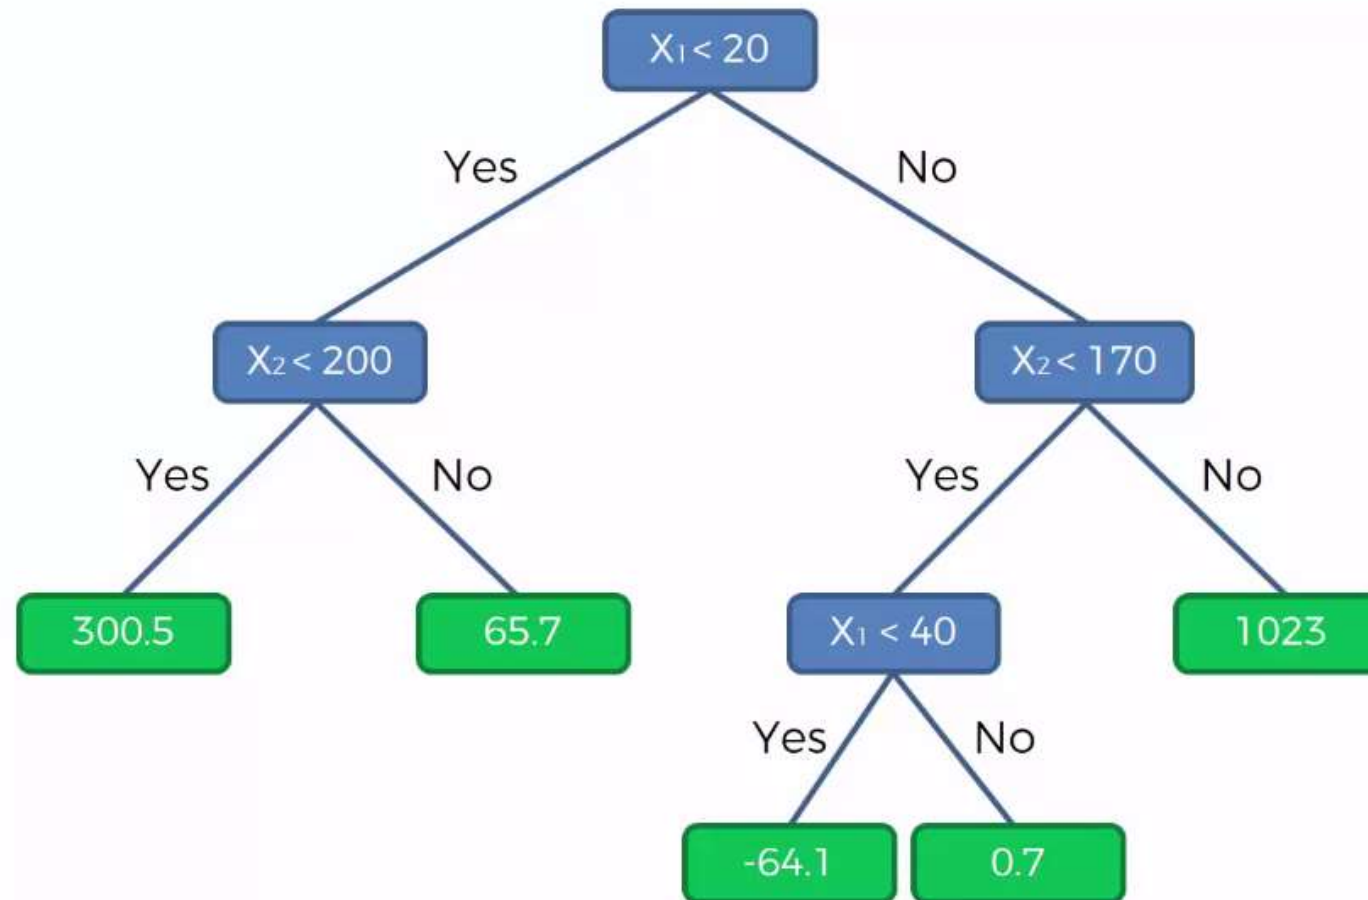 X₁ < 20
Yes
No
X₂ < 200
X₂ < 170
Yes
No
Yes
No
300.5
65.7
X₁ < 40
1023
Yes
No
-64.1
0.7